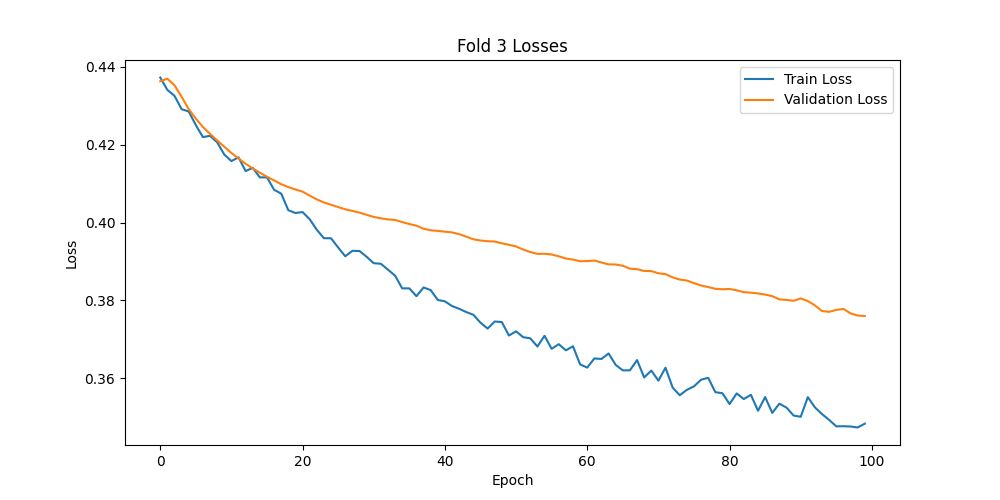 Fold 3 Losses
Train Loss
Validation Loss
0.44
0.42
0.40
0.38
0.36
Loss
0 20 40 60 80 100
Epoch